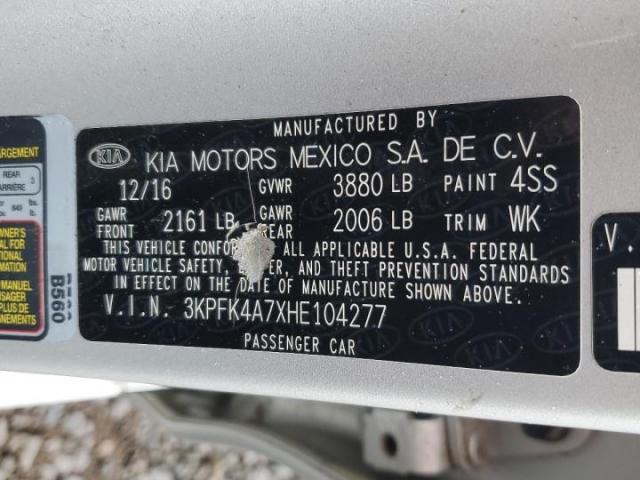 MANUFACTURED BY
KIA KIA MOTORS MEXICO S.A. DE C.V.
12/16 GVWR 3880 LB PAINT 4SS
GAWR FRONT 2161 LB GAWR REAR 2006 LB TRIM WK
THIS VEHICLE ALL APPLICABLE U.S.A. FEDERAL
MOTOR VEHICLE SAFETY, AND THEFT PREVENTION STANDARDS
IN EFFECT ON THE DATE OF MANUFACTURE SHOWN ABOVE.
V.I.N. 3KPFK4A7XHE104277
PASSENGER CAR
REAR
3
B560
V.